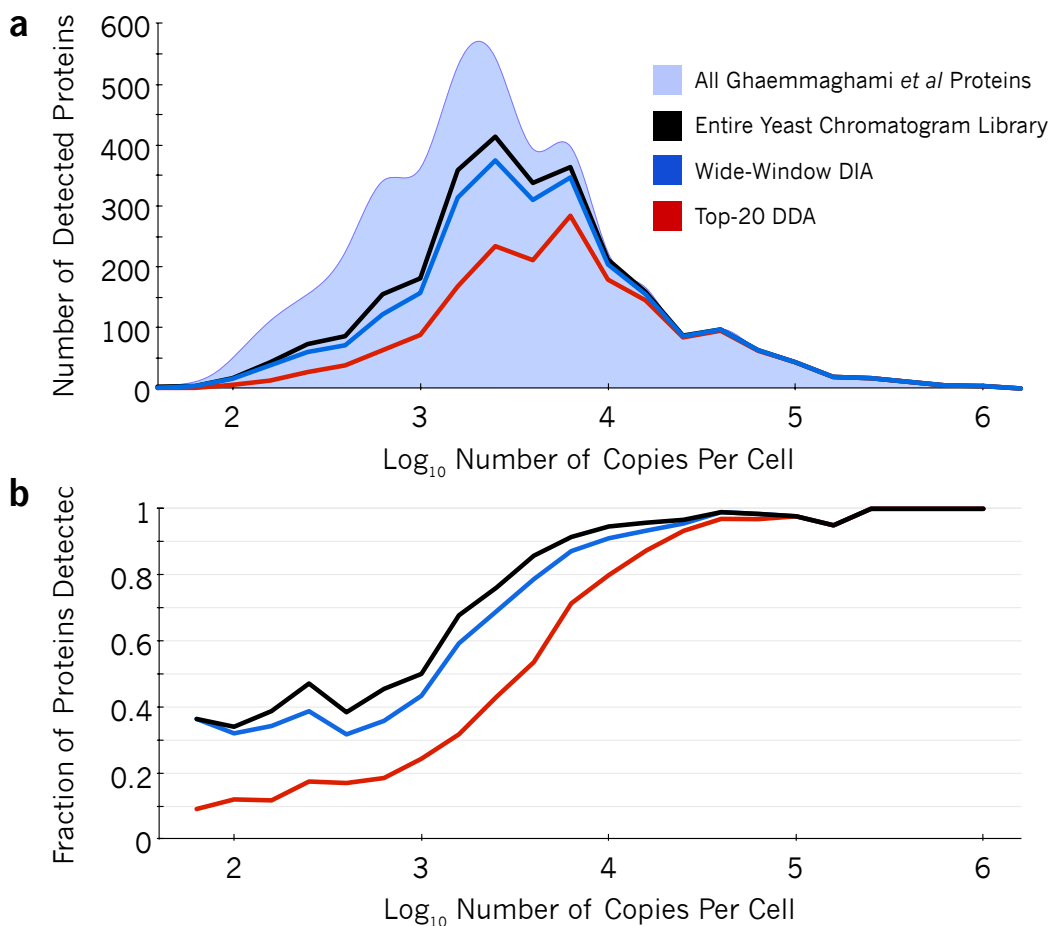 a
Number of Detected Proteins
600
500
400
300
200
100
0
All Ghaemmaghami et al Proteins
Entire Yeast Chromatogram Library
Wide-Window DIA
Top-20 DDA
2 3 4 5 6
Log10 Number of Copies Per Cell
b
Fraction of Proteins Detec
1
0.8
0.6
0.4
0.2
0
2 3 4 5 6
Log10 Number of Copies Per Cell